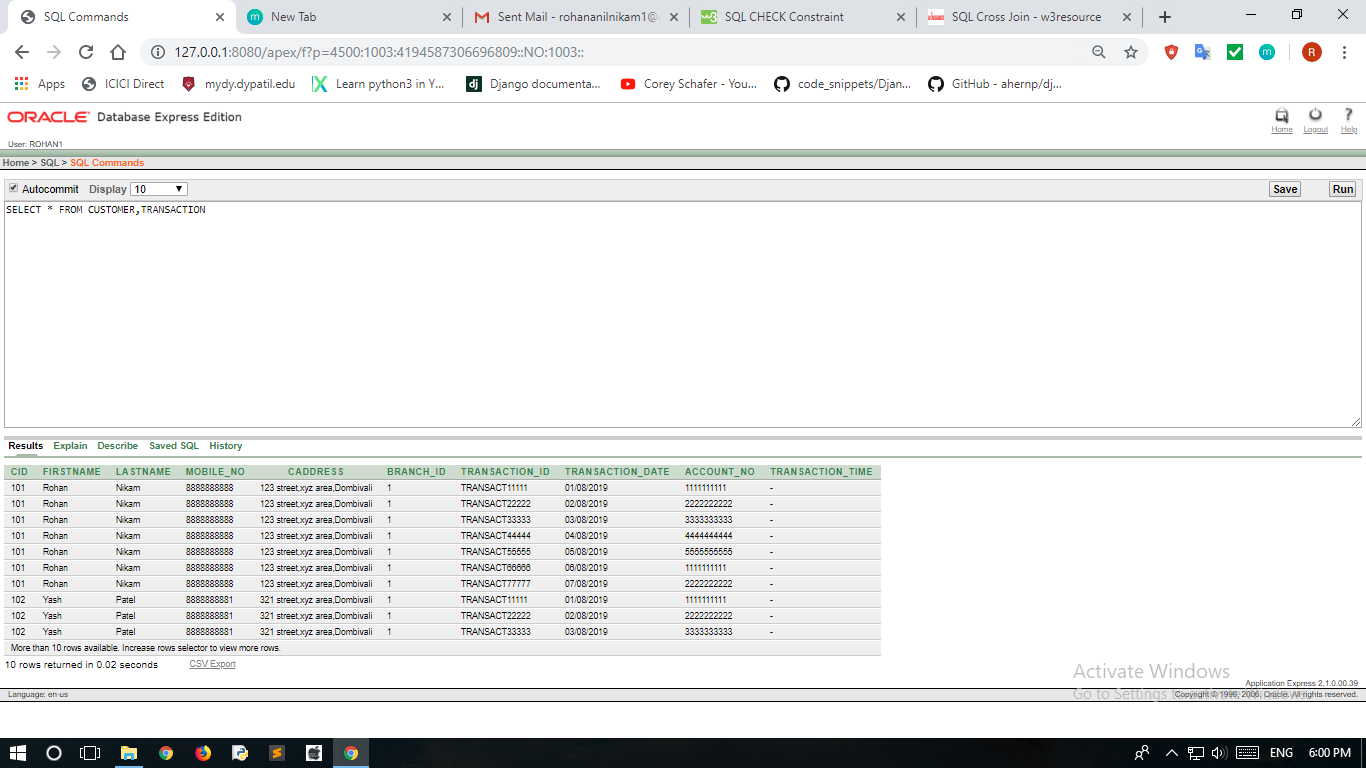 SQL Commands
New Tab
Sent Mail - rohananilnikam1@
SQL CHECK Constraint
SQL Cross Join - w3resource
127.0.0.1:8080/apex/f?p=4500:1003:4194587306696809::NO:1003::
R
Apps
ICICI Direct
mydy.dypatil.edu
Learn python3 in Y...
Django documenta...
Corey Schafer - You...
code_snippets/Djan...
GitHub - ahernp/dj...
ORACLE Database Express Edition
Home Logout Help
User: ROHAN1
Home > SQL > SQL Commands
Autocommit Display 10
Save Run
SELECT * FROM CUSTOMER,TRANSACTION
Results Explain Describe Saved SQL History
CID FIRSTNAME LASTNAME MOBILE_NO CADDRESS BRANCH_ID TRANSACTION_ID TRANSACTION_DATE ACCOUNT_NO TRANSACTION_TIME
101 Rohan Nikam 8888888888 123 street,xyz area,Dombivali 1 TRANSACT11111 01/08/2019 1111111111 -
101 Rohan Nikam 8888888888 123 street,xyz area,Dombivali 1 TRANSACT22222 02/08/2019 2222222222 -
101 Rohan Nikam 8888888888 123 street,xyz area,Dombivali 1 TRANSACT33333 03/08/2019 3333333333 -
101 Rohan Nikam 8888888888 123 street,xyz area,Dombivali 1 TRANSACT44444 04/08/2019 4444444444 -
101 Rohan Nikam 8888888888 123 street,xyz area,Dombivali 1 TRANSACT55555 05/08/2019 5555555555 -
101 Rohan Nikam 8888888888 123 street,xyz area,Dombivali 1 TRANSACT66666 06/08/2019 1111111111 -
101 Rohan Nikam 8888888888 123 street,xyz area,Dombivali 1 TRANSACT77777 07/08/2019 2222222222 -
102 Yash Patel 8888888881 321 street,xyz area,Dombivali 1 TRANSACT11111 01/08/2019 1111111111 -
102 Yash Patel 8888888881 321 street,xyz area,Dombivali 1 TRANSACT22222 02/08/2019 2222222222 -
102 Yash Patel 8888888881 321 street,xyz area,Dombivali 1 TRANSACT33333 03/08/2019 3333333333 -
More than 10 rows available. Increase rows selector to view more rows.
10 rows returned in 0.02 seconds CSV Export
Activate Windows
Application Express 2.1.0.00.39
Language: en-us
Go to Settings to
Copyright © 1999, 2006, Oracle. All rights reserved.
ENG 6:00 PM